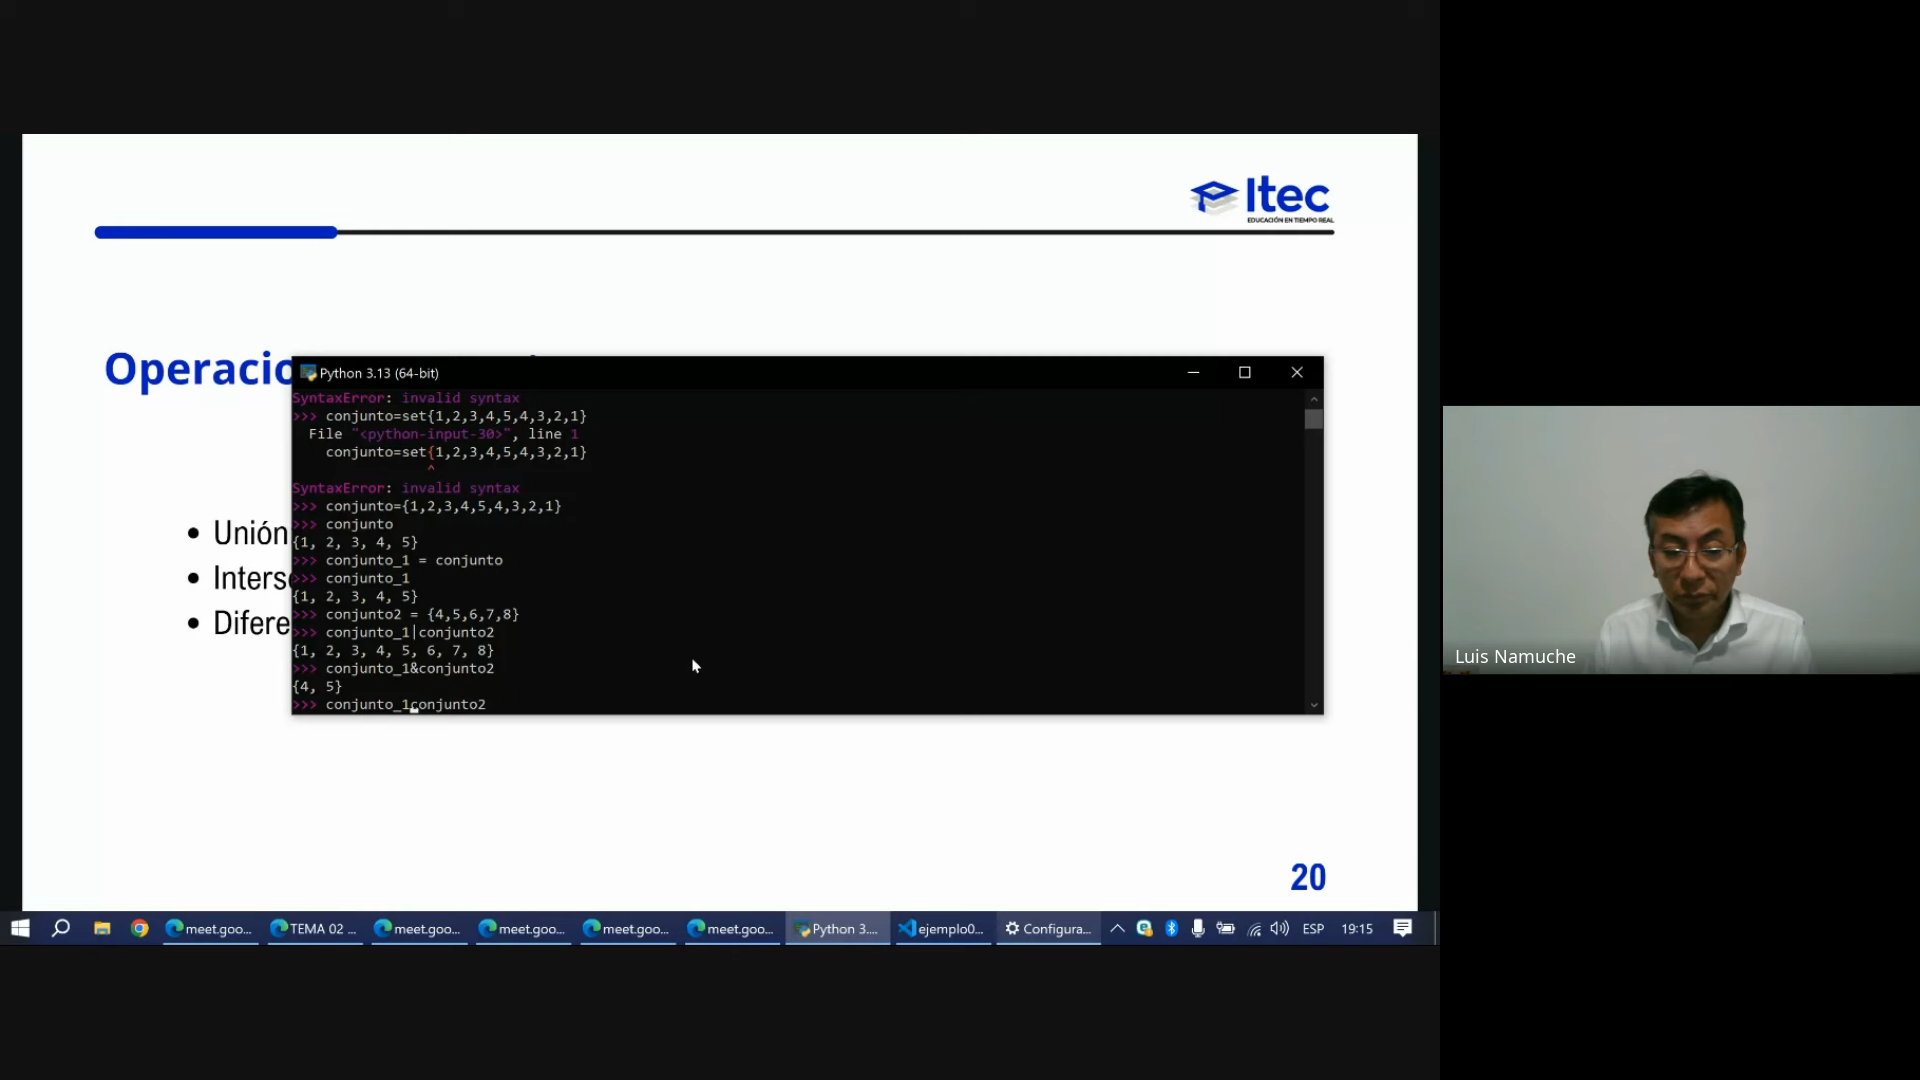 Itec
EDUCACIÓN EN TIEMPO REAL
Operacio
Python 3.13 (64-bit)
SyntaxError: invalid syntax
>>> conjunto=set{1,2,3,4,5,4,3,2,1}
File "<python-input-30>", line 1
conjunto=set{1,2,3,4,5,4,3,2,1}
^
SyntaxError: invalid syntax
>>> conjunto={1,2,3,4,5,4,3,2,1}
>>> conjunto
{1, 2, 3, 4, 5}
>>> conjunto_1 = conjunto
>>> conjunto_1
{1, 2, 3, 4, 5}
>>> conjunto2 = {4,5,6,7,8}
>>> conjunto_1|conjunto2
{1, 2, 3, 4, 5, 6, 7, 8}
>>> conjunto_1&conjunto2
{4, 5}
>>> conjunto_1conjunto2
• Unión
• Interse
• Difere
20
Luis Namuche
meet.goo... TEMA 02 ... meet.goo... meet.goo... meet.goo... meet.goo... Python 3.... ejemplo0... Configura... ESP 19:15